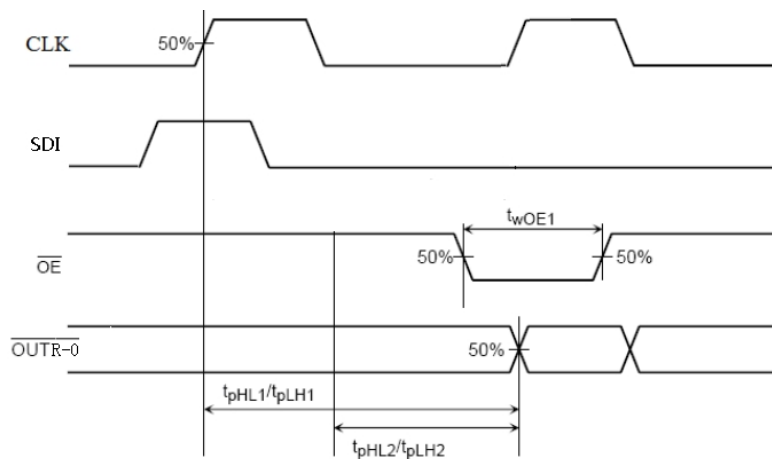 CLK
50%
SDI
twOE1
OE
50%
50%
OUTR-0
50%
tpHL1/tpLH1
tpHL2/tpLH2